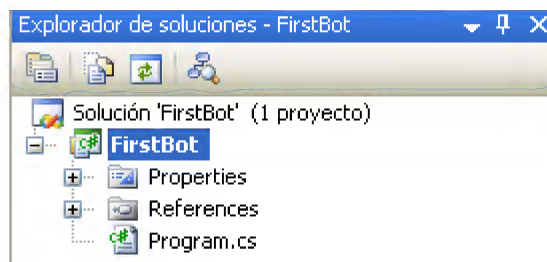 Explorador de soluciones - FirstBot
Solución 'FirstBot' (1 proyecto)
FirstBot
Properties
References
Program.cs